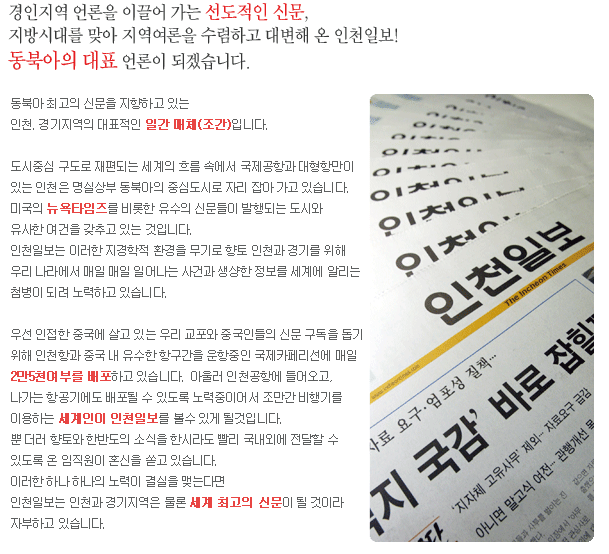 경인지역 언론을 이끌어 가는 선도적인 신문,
지방시대를 맞아 지역여론을 수렴하고 대변해 온 인천일보!
동북아의 대표 언론이 되겠습니다.
동북아 최고의 신문을 지향하고 있는
인천, 경기지역의 대표적인 일간 매체(조간)입니다.
도시중심 구도로 재편되는 세계의 흐름 속에서 국제공항과 대형항만이
있는 인천은 명실상부 동북아의 중심도시로 자리 잡아 가고 있습니다.
미국의 뉴욕타임즈를 비롯한 유수의 신문들이 발행되는 도시와
유사한 여건을 갖추고 있는 것입니다.
인천일보는 이러한 지경학적 환경을 무기로 향토 인천과 경기를 위해
우리 나라에서 매일 매일 일어나는 사건과 생생한 정보를 세계에 알리는
첨병이 되려 노력하고 있습니다.
우선 인접한 중국에 살고 있는 우리 교포와 중국인들의 신문 구독을 돕기
위해 인천항과 중국 내 유수한 항구간을 운항중인 국제카페리선에 매일
2만5천여부를 배포하고 있습니다. 아울러 인천공항에 들어오고,
나가는 항공기에도 배포될 수 있도록 노력중이어서 조만간 비행기를
이용하는 세계인이 인천일보를 볼수 있게 될것입니다.
뿐 더러 향토와 한반도의 소식을 한시라도 빨리 국내외에 전달할 수
있도록 온 임직원이 혼신을 쏟고 있습니다.
이러한 하나 하나의 노력이 결실을 맺는다면
인천일보는 인천과 경기지역은 물론 세계 최고의 신문이 될 것이라
자부하고 있습니다.
인천일보
인천일보
인천일보
인천일보
The Incheon Times
자료 요구·엄포성 질책…
국감' 바로 잡힐
'지자체 고유사무' 제외… 자료요구 급감
아니면 말고식 여전… 관행개선